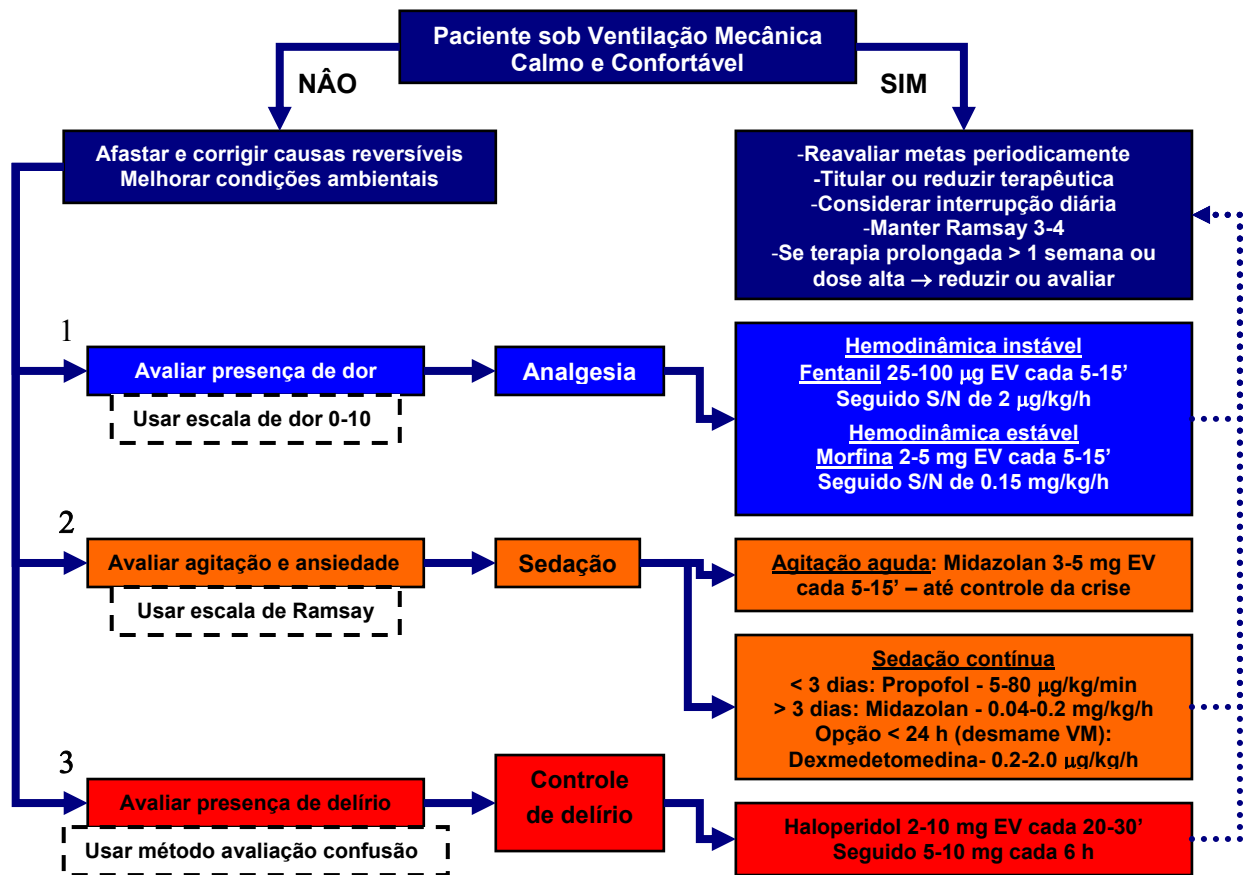 Paciente sob Ventilação Mecânica
Calmo e Confortável
NÂO
SIM
Afastar e corrigir causas reversíveis
Melhorar condições ambientais
-Reavaliar metas periodicamente
-Titular ou reduzir terapêutica
-Considerar interrupção diária
-Manter Ramsay 3-4
-Se terapia prolongada > 1 semana ou
dose alta → reduzir ou avaliar
1
Avaliar presença de dor
Usar escala de dor 0-10
Analgesia
Hemodinâmica instável
Fentanil 25-100 μg EV cada 5-15’
Seguido S/N de 2 μg/kg/h
Hemodinâmica estável
Morfina 2-5 mg EV cada 5-15’
Seguido S/N de 0.15 mg/kg/h
2
Avaliar agitação e ansiedade
Usar escala de Ramsay
Sedação
Agitação aguda: Midazolan 3-5 mg EV
cada 5-15’ – até controle da crise
Sedação contínua
< 3 dias: Propofol - 5-80 μg/kg/min
> 3 dias: Midazolan - 0.04-0.2 mg/kg/h
Opção < 24 h (desmame VM):
Dexmedetomedina- 0.2-2.0 μg/kg/h
3
Avaliar presença de delírio
Usar método avaliação confusão
Controle
de delírio
Haloperidol 2-10 mg EV cada 20-30’
Seguido 5-10 mg cada 6 h